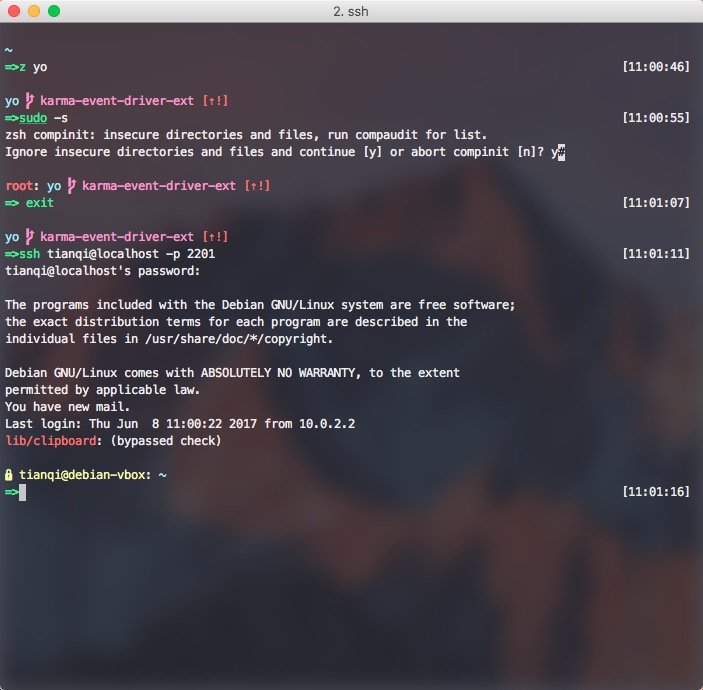 2. ssh
~
=>z yo [11:00:46]
yo karma-event-driver-ext [↑!]
=>sudo -s [11:00:55]
zsh compinit: insecure directories and files, run compaudit for list.
Ignore insecure directories and files and continue [y] or abort compinit [n]? y#
root: yo karma-event-driver-ext [↑!]
=> exit [11:01:07]
yo karma-event-driver-ext [↑!]
=>ssh tianqi@localhost -p 2201 [11:01:11]
tianqi@localhost's password:
The programs included with the Debian GNU/Linux system are free software;
the exact distribution terms for each program are described in the
individual files in /usr/share/doc/*/copyright.
Debian GNU/Linux comes with ABSOLUTELY NO WARRANTY, to the extent
permitted by applicable law.
You have new mail.
Last login: Thu Jun  8 11:00:22 2017 from 10.0.2.2
lib/clipboard: (bypassed check)
tianqi@debian-vbox: ~
=> [11:01:16]